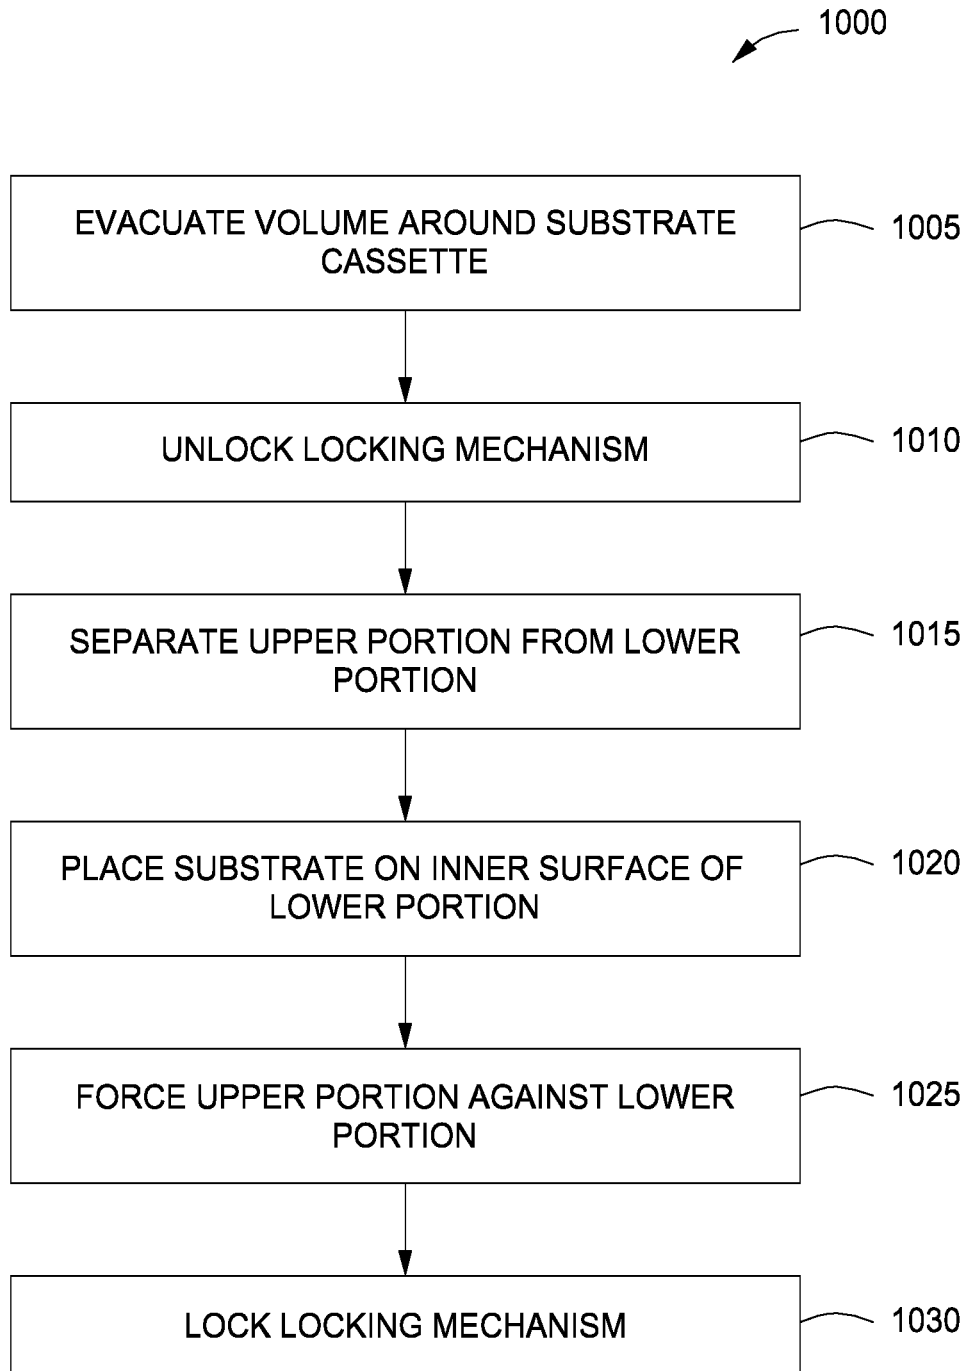 1000
EVACUATE VOLUME AROUND SUBSTRATE
CASSETTE
1005
UNLOCK LOCKING MECHANISM
1010
SEPARATE UPPER PORTION FROM LOWER
PORTION
1015
PLACE SUBSTRATE ON INNER SURFACE OF
LOWER PORTION
1020
FORCE UPPER PORTION AGAINST LOWER
PORTION
1025
LOCK LOCKING MECHANISM
1030